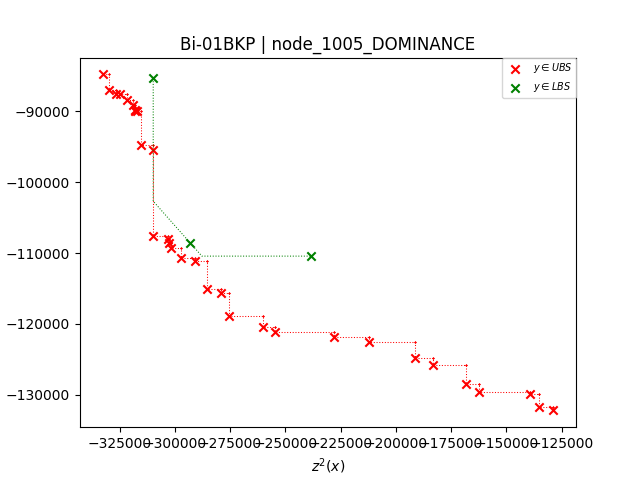 Bi-01BKP | node_1005_DOMINANCE
y ∈ UBS
y ∈ LBS
−90000
−100000
−110000
−120000
−130000
−325000−300000−275000−250000−225000−200000−175000−150000−125000
z²(x)